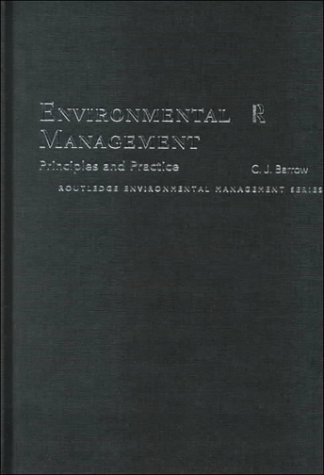 ENVIRONMENTAL R
MANAGEMENT
Principles and Practice C. J. Barrow
ROUTLEDGE ENVIRONMENTAL MANAGEMENT SERIES